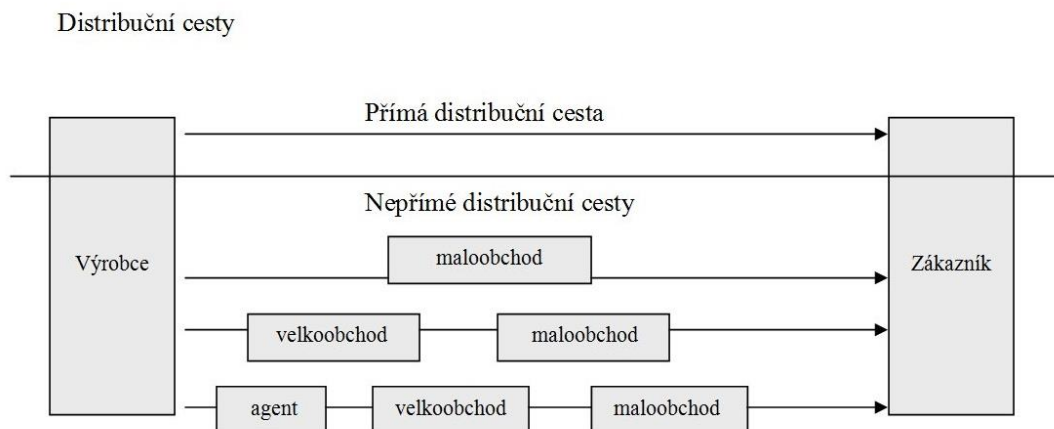 Distribuční cesty
Přímá distribuční cesta
Nepřímé distribuční cesty
Výrobce
maloobchod
Zákazník
velkoobchod
maloobchod
agent
velkoobchod
maloobchod